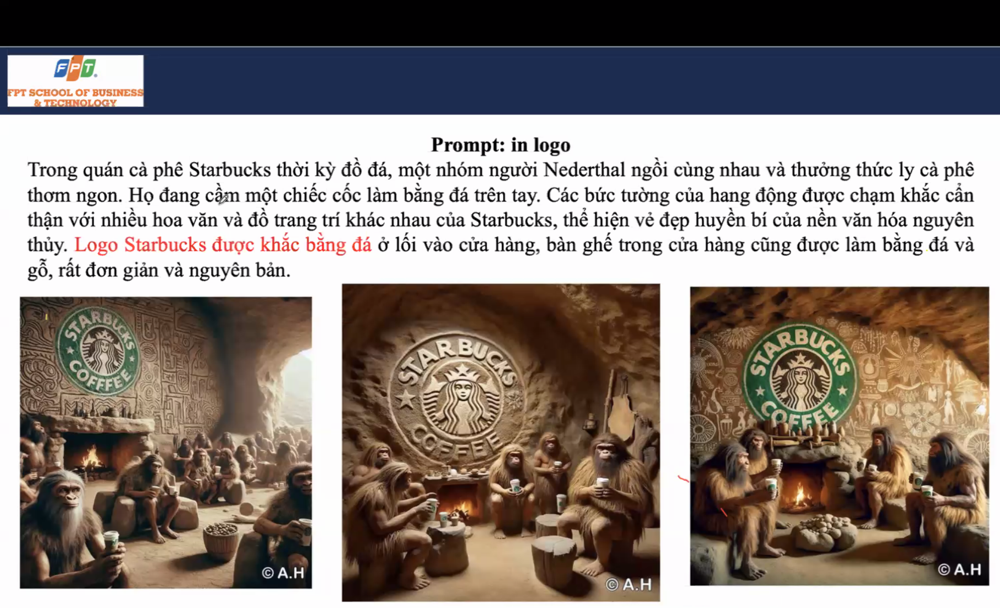 FPT
FPT SCHOOL OF BUSINESS
& TECHNOLOGY
Prompt: in logo
Trong quán cà phê Starbucks thời kỳ đồ đá, một nhóm người Nederthal ngồi cùng nhau và thưởng thức ly cà phê
thơm ngon. Họ đang cầm một chiếc cốc làm bằng đá trên tay. Các bức tường của hang động được chạm khắc cẩn
thận với nhiều hoa văn và đồ trang trí khác nhau của Starbucks, thể hiện vẻ đẹp huyền bí của nền văn hóa nguyên
thủy. Logo Starbucks được khắc bằng đá ở lối vào cửa hàng, bàn ghế trong cửa hàng cũng được làm bằng đá và
gỗ, rất đơn giản và nguyên bản.
STARBUCKS
COFFFEE
© A.H
STARBUCKS
COFFEE
© A.H
STARBUCKS
COFFEE
© A.H